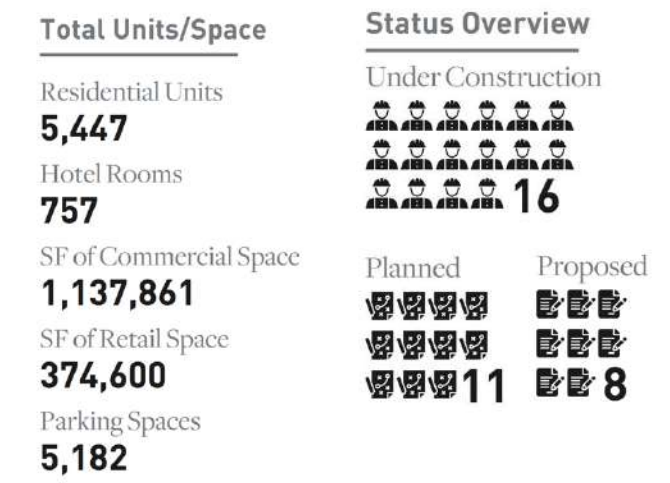 Total Units/Space
Residential Units
5,447
Hotel Rooms
757
SF of Commercial Space
1,137,861
SF of Retail Space
374,600
Parking Spaces
5,182
Status Overview
Under Construction
16
Planned
11
Proposed
8